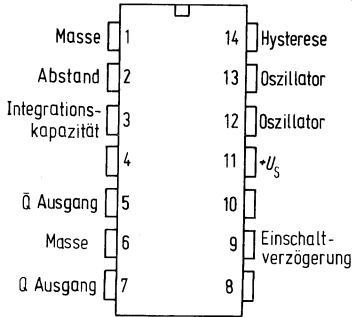 Masse 1
Abstand 2
Integrations-
kapazität 3
4
Q̄ Ausgang 5
Masse 6
Q Ausgang 7
14 Hysterese
13 Oszillator
12 Oszillator
11 +U_S
10
9 Einschalt-
verzögerung
8